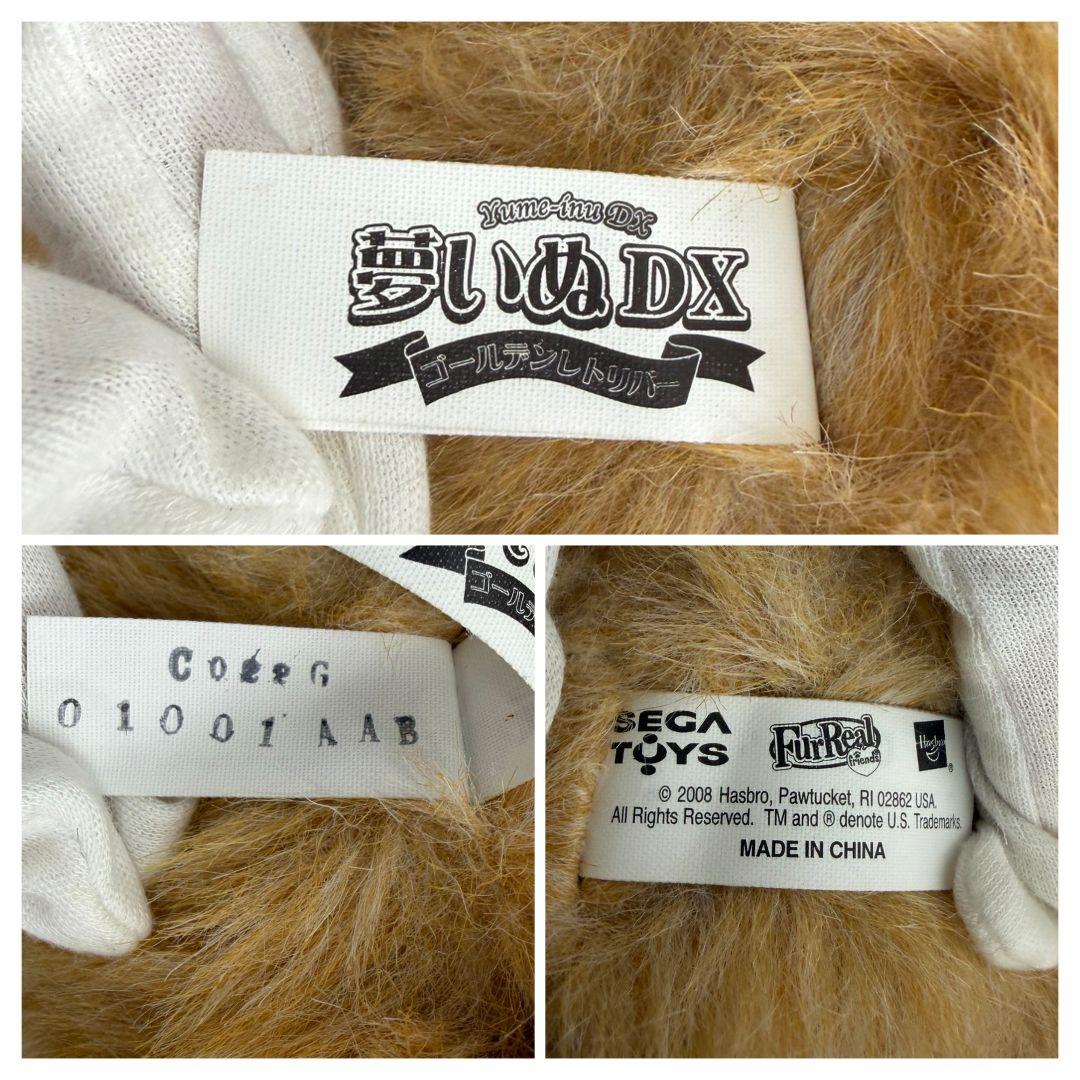 Yume-inu DX
夢いぬDX
ゴールデンレトリバー
ゴールデ
01001AAB
SEGA TOYS
FurReal friends
Hasbro
®
© 2008 Hasbro, Pawtucket, RI 02862 USA.
All Rights Reserved. TM and ® denote U.S. Trademarks.
MADE IN CHINA